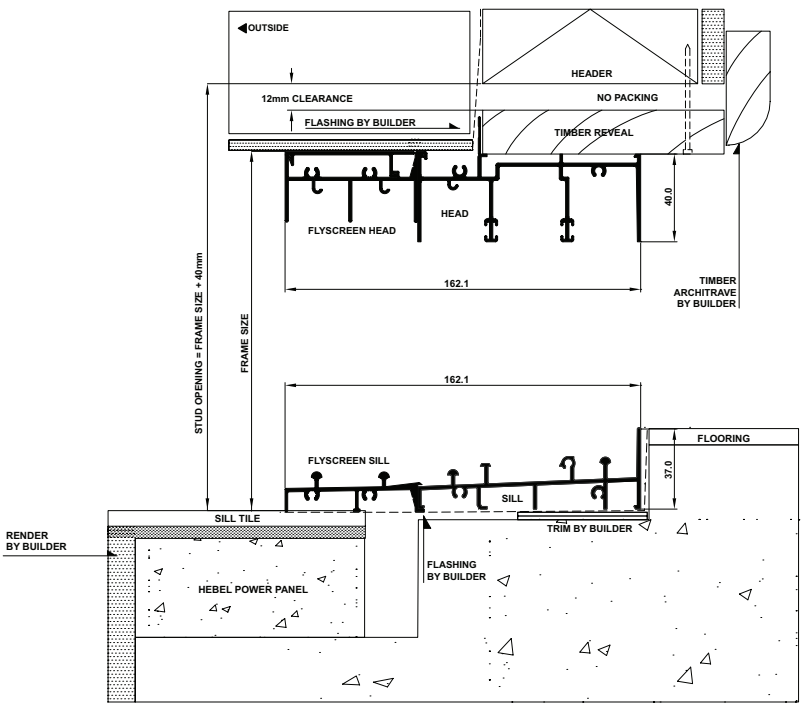 OUTSIDE
HEADER
12mm CLEARANCE
NO PACKING
FLASHING BY BUILDER
TIMBER REVEAL
40.0
FLYSCREEN HEAD
HEAD
162.1
TIMBER
ARCHITRAVE
BY BUILDER
STUD OPENING = FRAME SIZE + 40mm
FRAME SIZE
162.1
FLOORING
FLYSCREEN SILL
37.0
SILL
SILL TILE
TRIM BY BUILDER
RENDER
BY BUILDER
FLASHING
BY BUILDER
HEBEL POWER PANEL